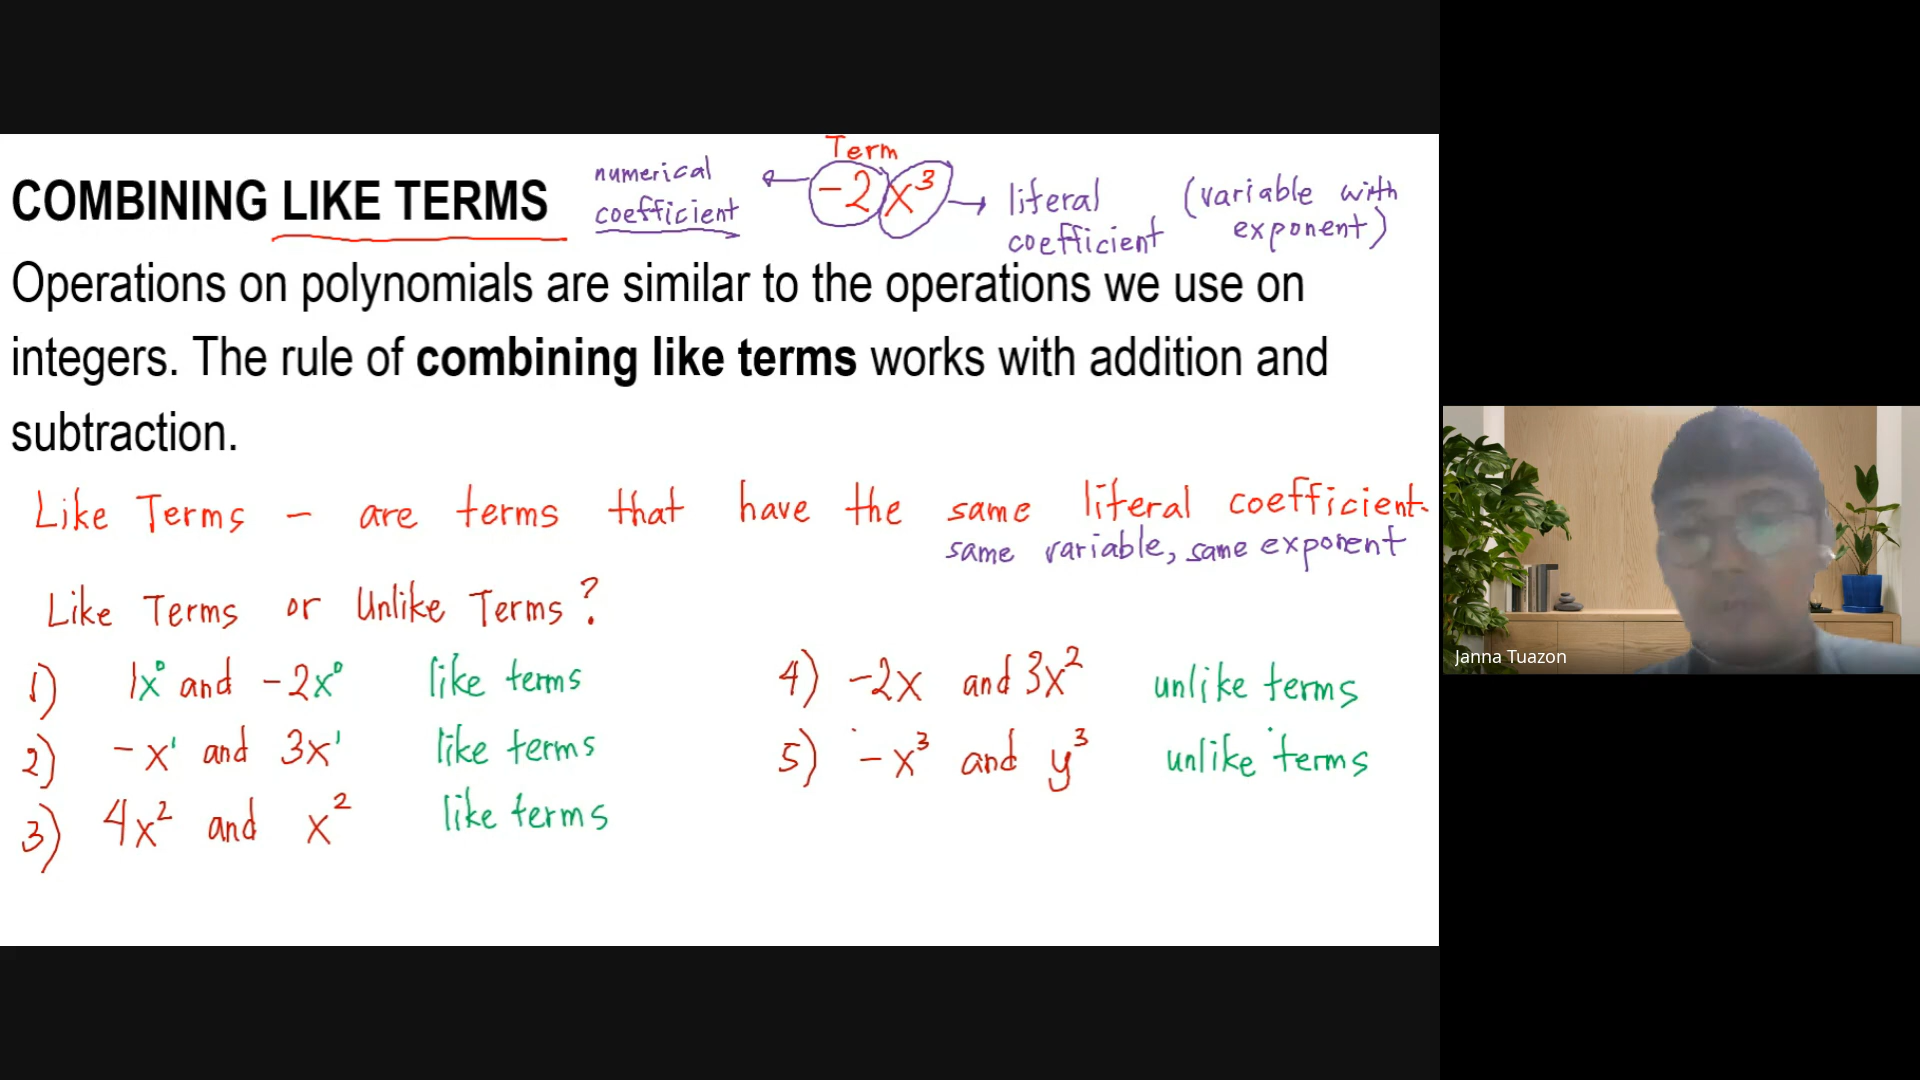 Term
COMBINING LIKE TERMS numerical coefficient -2x³ literal coefficient (variable with exponent)
Operations on polynomials are similar to the operations we use on
integers. The rule of combining like terms works with addition and
subtraction.
Like Terms - are terms that have the same literal coefficient.
same variable, same exponent
Like Terms or Unlike Terms?
1) 1x⁰ and -2x⁰ like terms
2) -x¹ and 3x¹ like terms
3) 4x² and x² like terms
4) -2x and 3x² unlike terms
5) -x³ and y³ unlike terms
Janna Tuazon